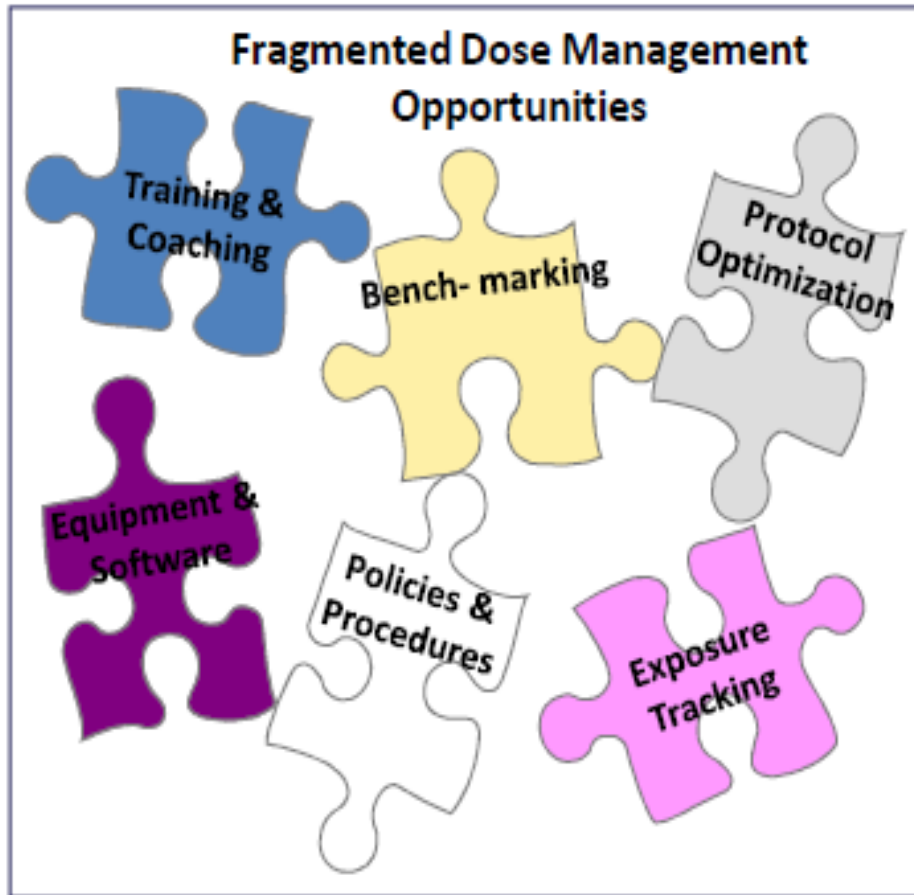 Fragmented Dose Management
Opportunities
Training &
Coaching
Bench- marking
Protocol
Optimization
Equipment &
Software
Policies &
Procedures
Exposure
Tracking